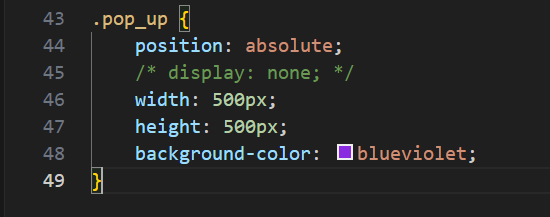 43 .pop_up {
44 position: absolute;
45 /* display: none; */
46 width: 500px;
47 height: 500px;
48 background-color: blueviolet;
49 }